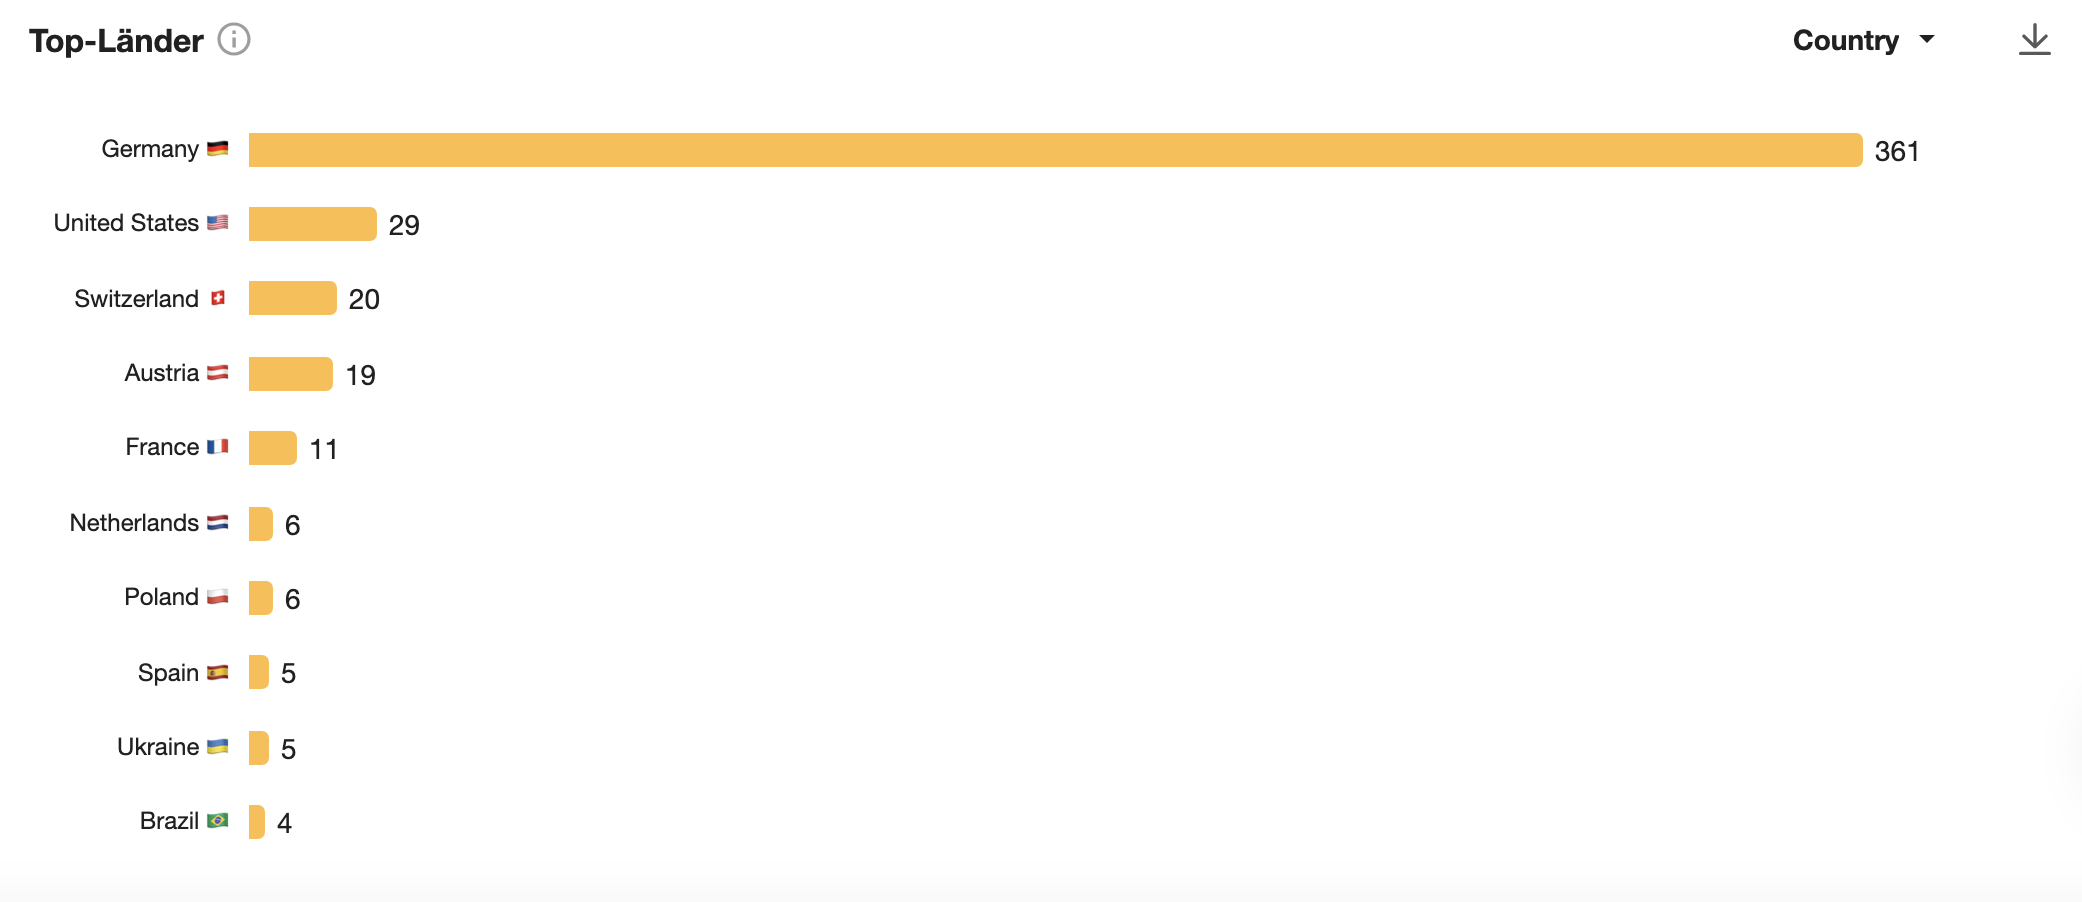 Top-Länder
Country
Germany 361
United States 29
Switzerland 20
Austria 19
France 11
Netherlands 6
Poland 6
Spain 5
Ukraine 5
Brazil 4